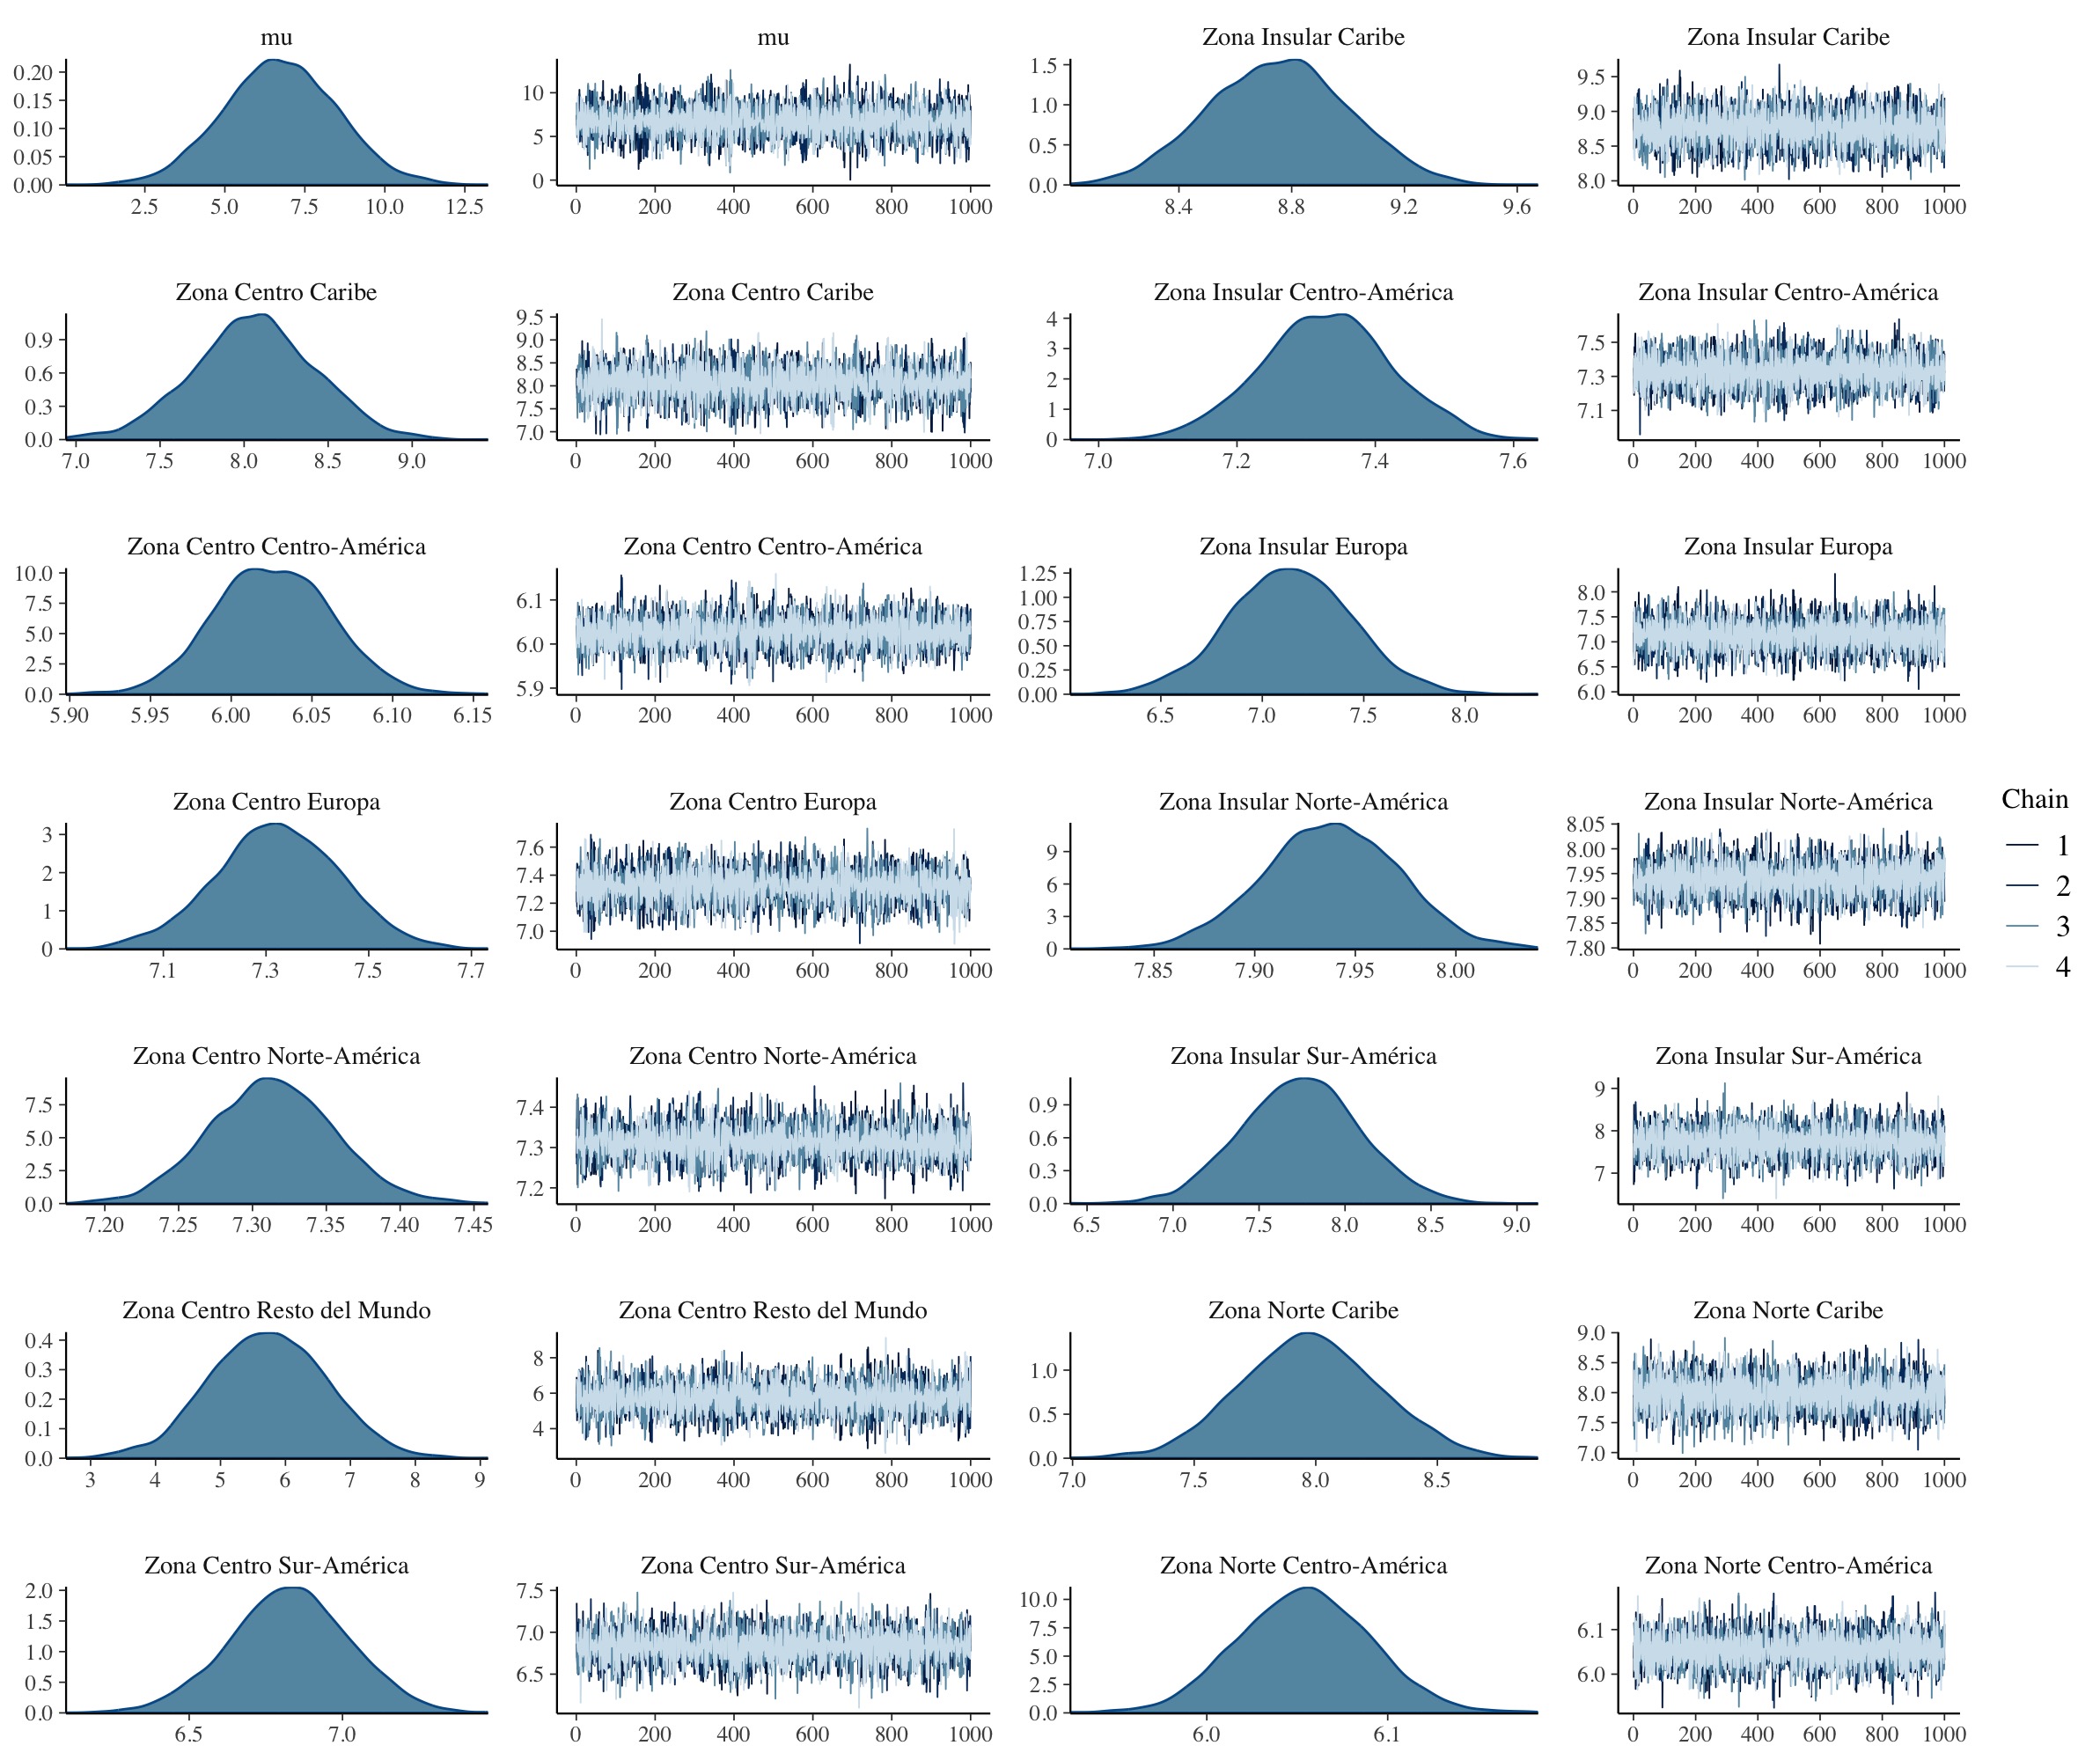 mu mu Zona Insular Caribe Zona Insular Caribe
0.20 0.15 0.10 0.05 0.00
2.5 5.0 7.5 10.0 12.5
10 5 0
0 200 400 600 800 1000
1.5 1.0 0.5 0.0
8.4 8.8 9.2 9.6
9.5 9.0 8.5 8.0
0 200 400 600 800 1000
Zona Centro Caribe Zona Centro Caribe Zona Insular Centro-América Zona Insular Centro-América
0.9 0.6 0.3 0.0
7.0 7.5 8.0 8.5 9.0
9.5 9.0 8.5 8.0 7.5 7.0
0 200 400 600 800 1000
4 3 2 1 0
7.0 7.2 7.4 7.6
7.5 7.3 7.1
0 200 400 600 800 1000
Zona Centro Centro-América Zona Centro Centro-América Zona Insular Europa Zona Insular Europa
10.0 7.5 5.0 2.5 0.0
5.90 5.95 6.00 6.05 6.10 6.15
6.1 6.0 5.9
0 200 400 600 800 1000
1.25 1.00 0.75 0.50 0.25 0.00
6.5 7.0 7.5 8.0
8.0 7.5 7.0 6.5 6.0
0 200 400 600 800 1000
Zona Centro Europa Zona Centro Europa Zona Insular Norte-América Zona Insular Norte-América
3 2 1 0
7.1 7.3 7.5 7.7
7.6 7.4 7.2 7.0
0 200 400 600 800 1000
9 6 3 0
7.85 7.90 7.95 8.00
8.05 8.00 7.95 7.90 7.85 7.80
0 200 400 600 800 1000
Chain
1
2
3
4
Zona Centro Norte-América Zona Centro Norte-América Zona Insular Sur-América Zona Insular Sur-América
7.5 5.0 2.5 0.0
7.20 7.25 7.30 7.35 7.40 7.45
7.4 7.3 7.2
0 200 400 600 800 1000
0.9 0.6 0.3 0.0
6.5 7.0 7.5 8.0 8.5 9.0
9 8 7
0 200 400 600 800 1000
Zona Centro Resto del Mundo Zona Centro Resto del Mundo Zona Norte Caribe Zona Norte Caribe
0.4 0.3 0.2 0.1 0.0
3 4 5 6 7 8 9
8 6 4
0 200 400 600 800 1000
1.0 0.5 0.0
7.0 7.5 8.0 8.5
9.0 8.5 8.0 7.5 7.0
0 200 400 600 800 1000
Zona Centro Sur-América Zona Centro Sur-América Zona Norte Centro-América Zona Norte Centro-América
2.0 1.5 1.0 0.5 0.0
6.5 7.0
7.5 7.0 6.5
0 200 400 600 800 1000
10.0 7.5 5.0 2.5 0.0
6.0 6.1
6.1 6.0
0 200 400 600 800 1000